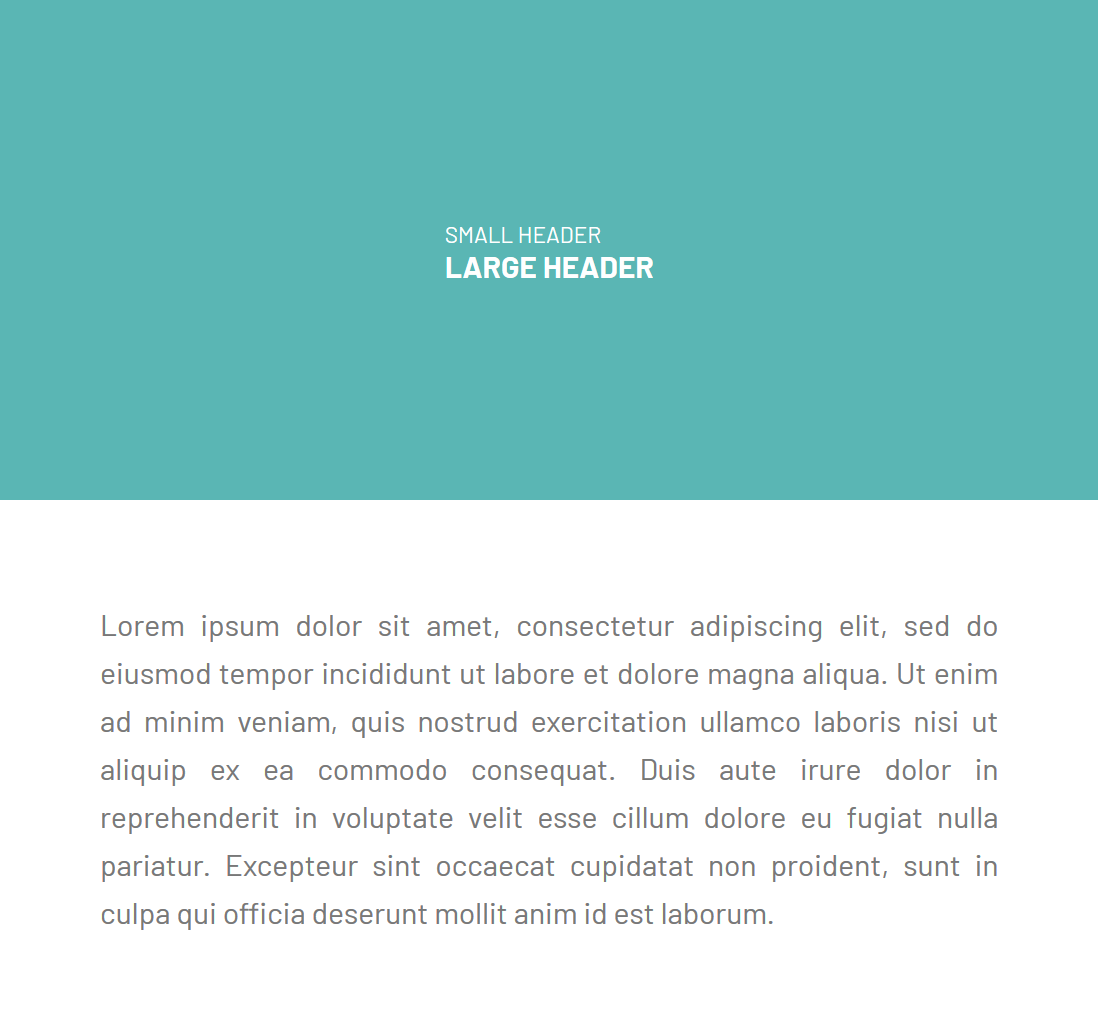 SMALL HEADER
LARGE HEADER
Lorem ipsum dolor sit amet, consectetur adipiscing elit, sed do
eiusmod tempor incididunt ut labore et dolore magna aliqua. Ut enim
ad minim veniam, quis nostrud exercitation ullamco laboris nisi ut
aliquip ex ea commodo consequat. Duis aute irure dolor in
reprehenderit in voluptate velit esse cillum dolore eu fugiat nulla
pariatur. Excepteur sint occaecat cupidatat non proident, sunt in
culpa qui officia deserunt mollit anim id est laborum.